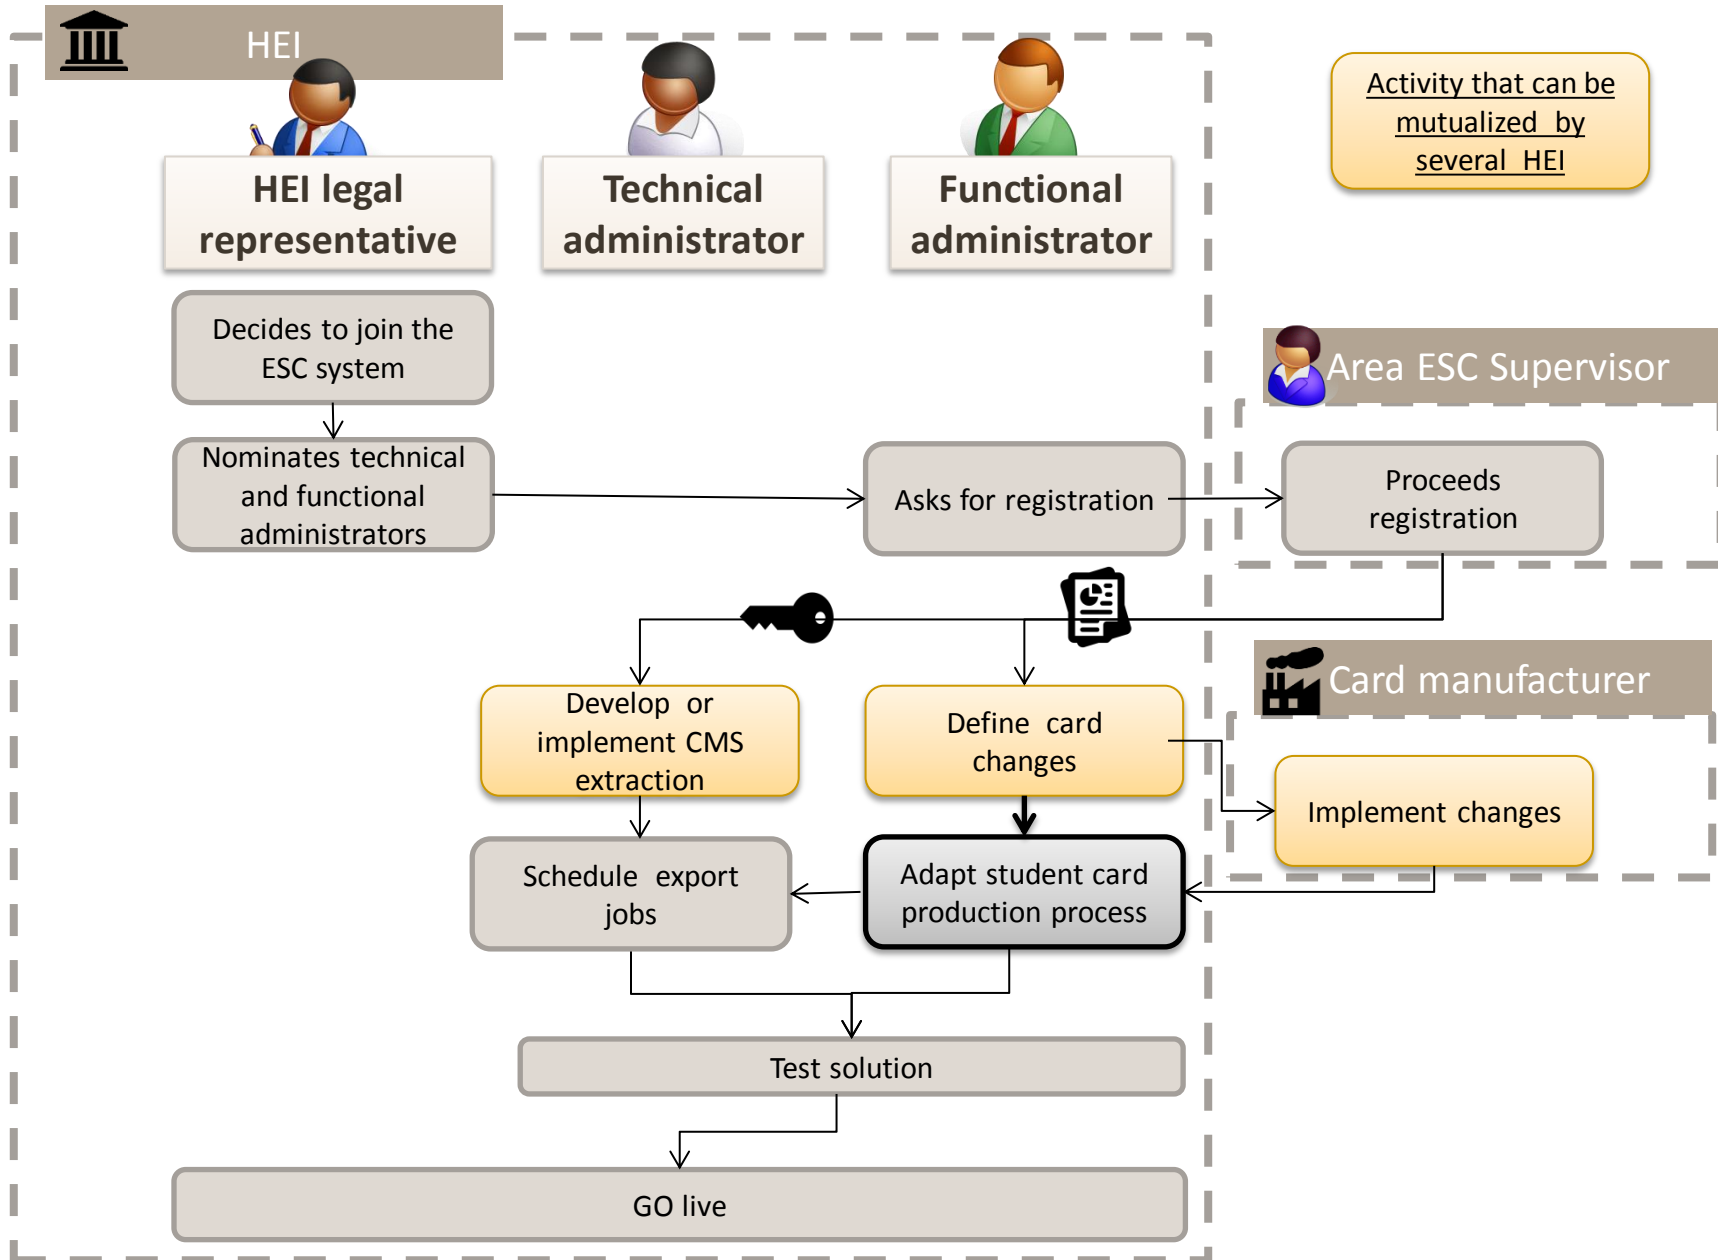 HEI
HEI legal
representative
Technical
administrator
Functional
administrator
Activity that can be
mutualized by
several HEI
Decides to join the
ESC system
Area ESC Supervisor
Nominates technical
and functional
administrators
Asks for registration
Proceeds
registration
Card manufacturer
Develop or
implement CMS
extraction
Define card
changes
Implement changes
Schedule export
jobs
Adapt student card
production process
Test solution
GO live